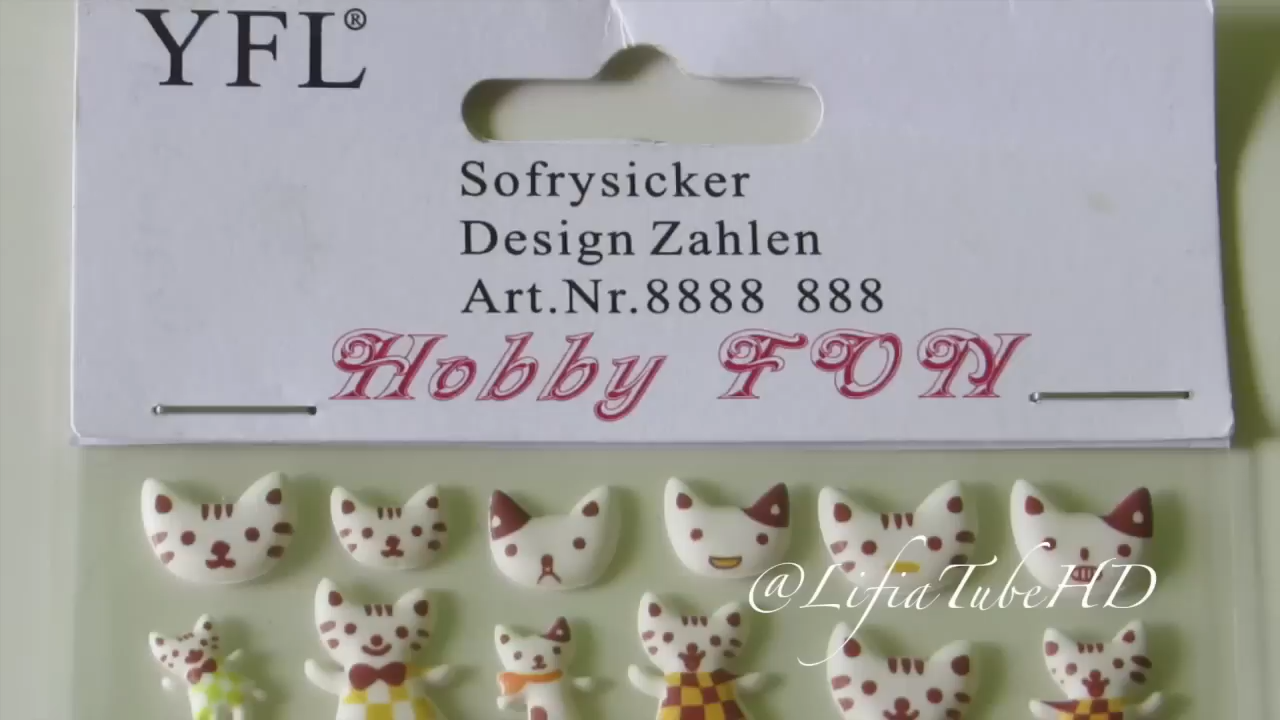 YFL®
Sofrysicker
Design Zahlen
Art.Nr.8888 888
Hobby FUN
@LifiaTubeHD